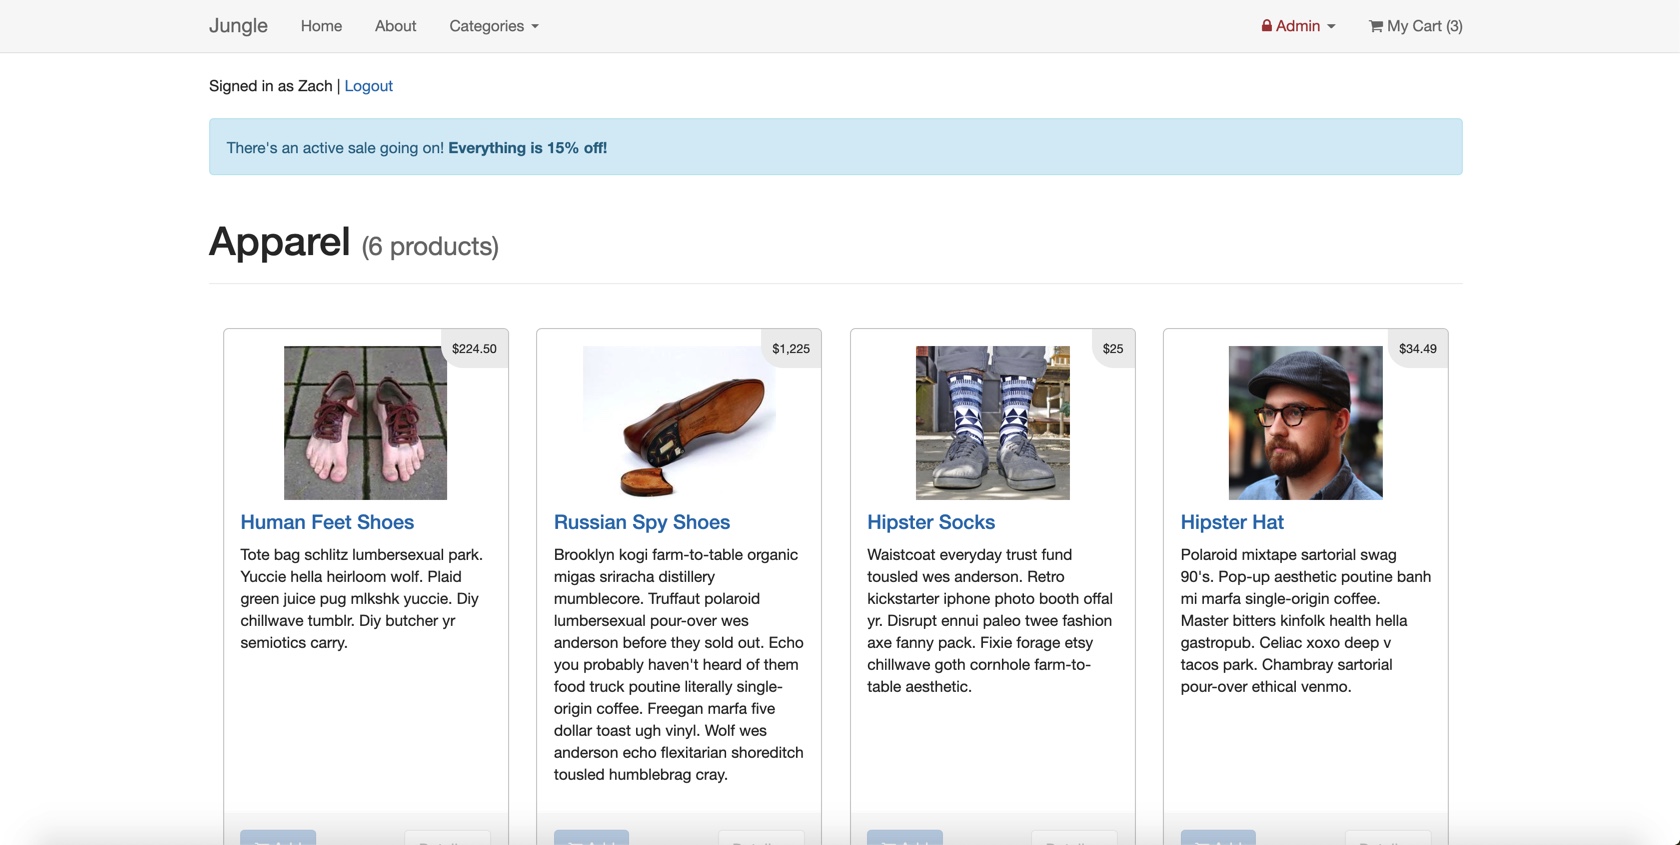 Jungle Home About Categories Admin My Cart (3)
Signed in as Zach | Logout
There's an active sale going on! Everything is 15% off!
Apparel (6 products)
$224.50
Human Feet Shoes
Tote bag schlitz lumbersexual park.
Yuccie hella heirloom wolf. Plaid
green juice pug mlkshk yuccie. Diy
chillwave tumblr. Diy butcher yr
semiotics carry.
$1,225
Russian Spy Shoes
Brooklyn kogi farm-to-table organic
migas sriracha distillery
mumblecore. Truffaut polaroid
lumbersexual pour-over wes
anderson before they sold out. Echo
you probably haven't heard of them
food truck poutine literally single-
origin coffee. Freegan marfa five
dollar toast ugh vinyl. Wolf wes
anderson echo flexitarian shoreditch
tousled humblebrag cray.
$25
Hipster Socks
Waistcoat everyday trust fund
tousled wes anderson. Retro
kickstarter iphone photo booth offal
yr. Disrupt ennui paleo twee fashion
axe fanny pack. Fixie forage etsy
chillwave goth cornhole farm-to-
table aesthetic.
$34.49
Hipster Hat
Polaroid mixtape sartorial swag
90's. Pop-up aesthetic poutine banh
mi marfa single-origin coffee.
Master bitters kinfolk health hella
gastropub. Celiac xoxo deep v
tacos park. Chambray sartorial
pour-over ethical venmo.